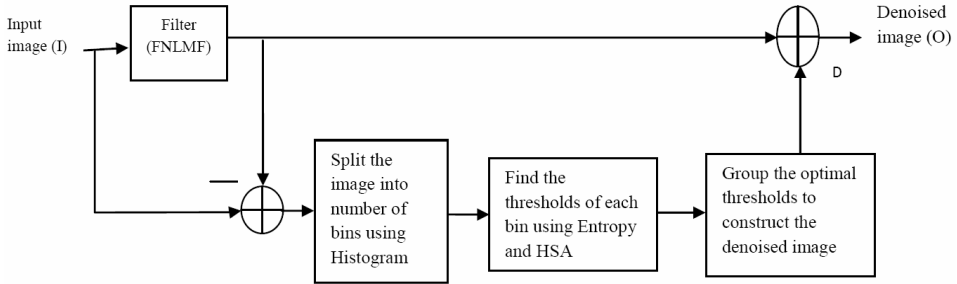 Input
image (I)
Filter
(FNLMF)
Denoised
image (O)
D
Split the
image into
number of
bins using
Histogram
Find the
thresholds of each
bin using Entropy
and HSA
Group the optimal
thresholds to
construct the
denoised image